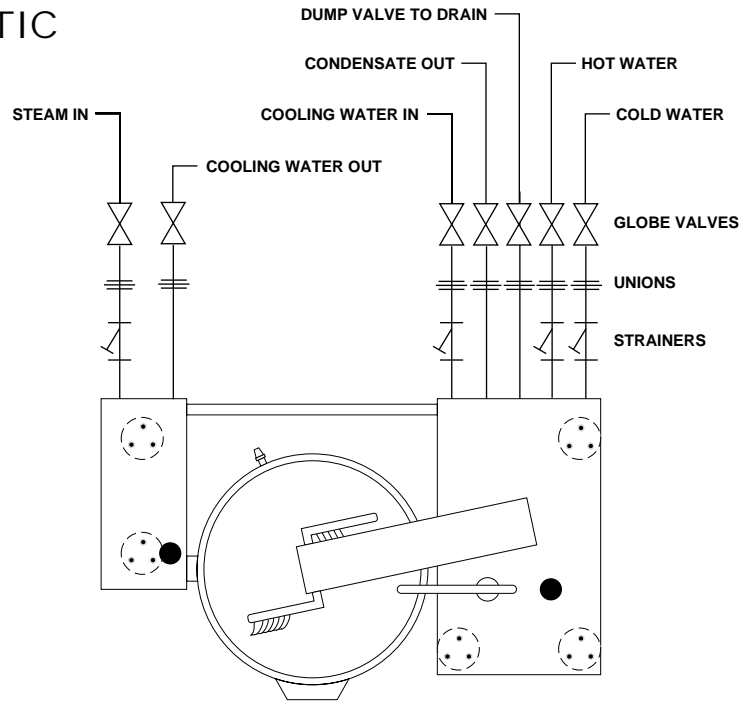 TIC
DUMP VALVE TO DRAIN
CONDENSATE OUT
HOT WATER
STEAM IN
COOLING WATER IN
COLD WATER
COOLING WATER OUT
GLOBE VALVES
UNIONS
STRAINERS